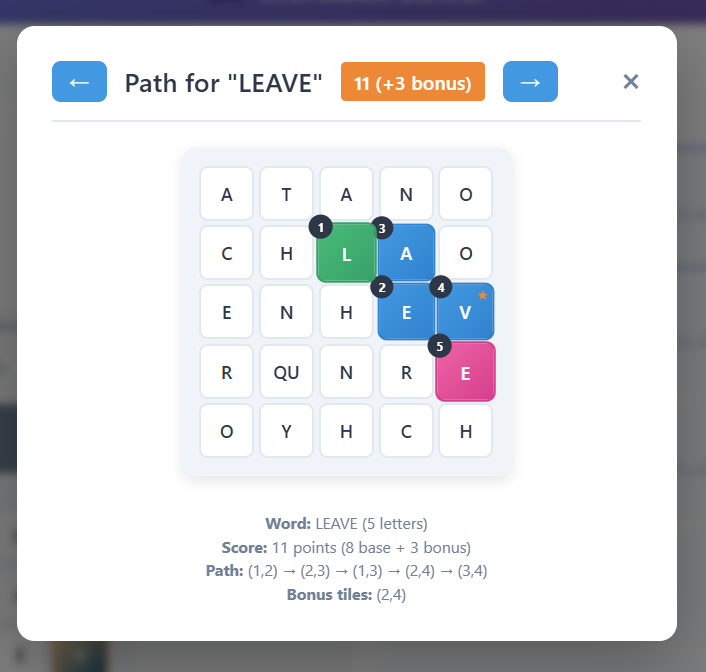 ← Path for "LEAVE" 11 (+3 bonus) → ✕
A T A N O
1 3
C H L A O
2 4
E N H E V ★
5
R QU N R E
O Y H C H
Word: LEAVE (5 letters)
Score: 11 points (8 base + 3 bonus)
Path: (1,2) → (2,3) → (1,3) → (2,4) → (3,4)
Bonus tiles: (2,4)